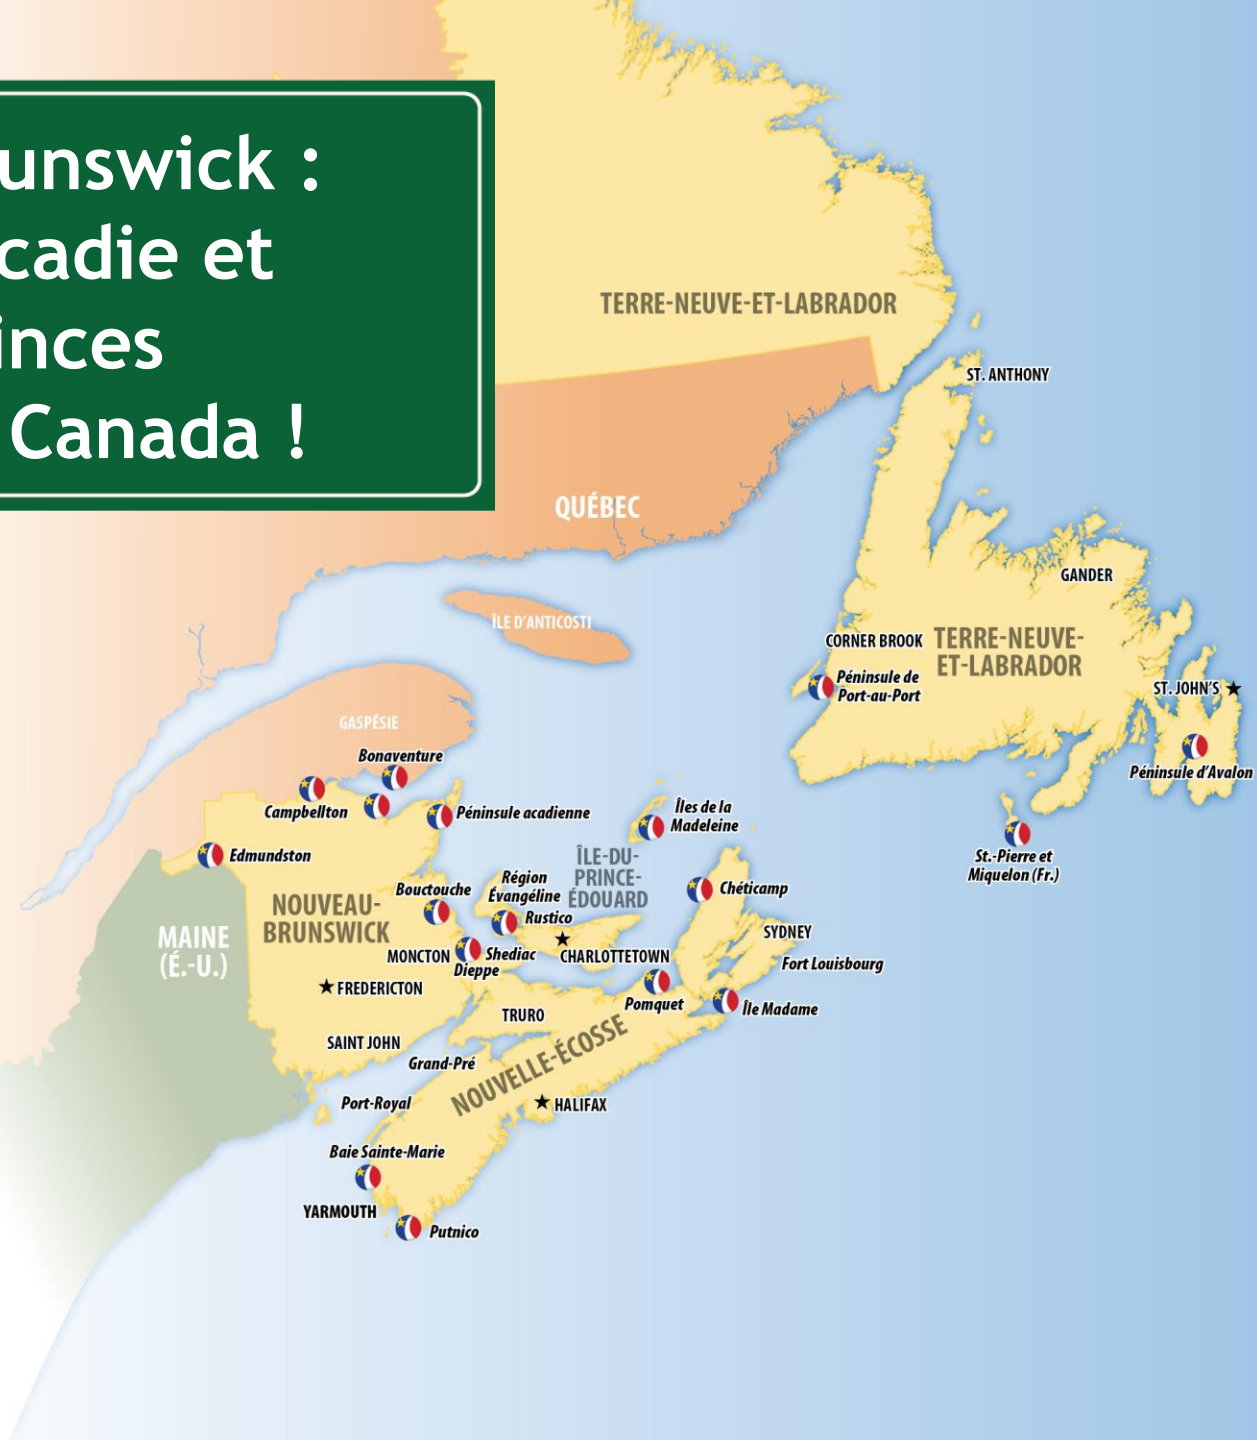 unswick :
cadie et
inces
Canada !
TERRE-NEUVE-ET-LABRADOR
ST. ANTHONY
QUÉBEC
GANDER
ÎLE D'ANTICOSTI
CORNER BROOK
TERRE-NEUVE-
ET-LABRADOR
Péninsule de
Port-au-Port
ST. JOHN'S
GASPÉSIE
Bonaventure
Péninsule d'Avalon
Campbellton
Péninsule acadienne
Îles de la
Madeleine
St.-Pierre et
Miquelon (Fr.)
Edmundston
ÎLE-DU-
PRINCE-
ÉDOUARD
Région
Évangéline
Bouctouche
Chéticamp
NOUVEAU-
BRUNSWICK
Rustico
MAINE
(É.-U.)
SYDNEY
MONCTON
Shediac
CHARLOTTETOWN
Dieppe
Fort Louisbourg
FREDERICTON
Pomquet
Île Madame
TRURO
SAINT JOHN
Grand-Pré
NOUVELLE-ÉCOSSE
Port-Royal
HALIFAX
Baie Sainte-Marie
YARMOUTH
Putnico